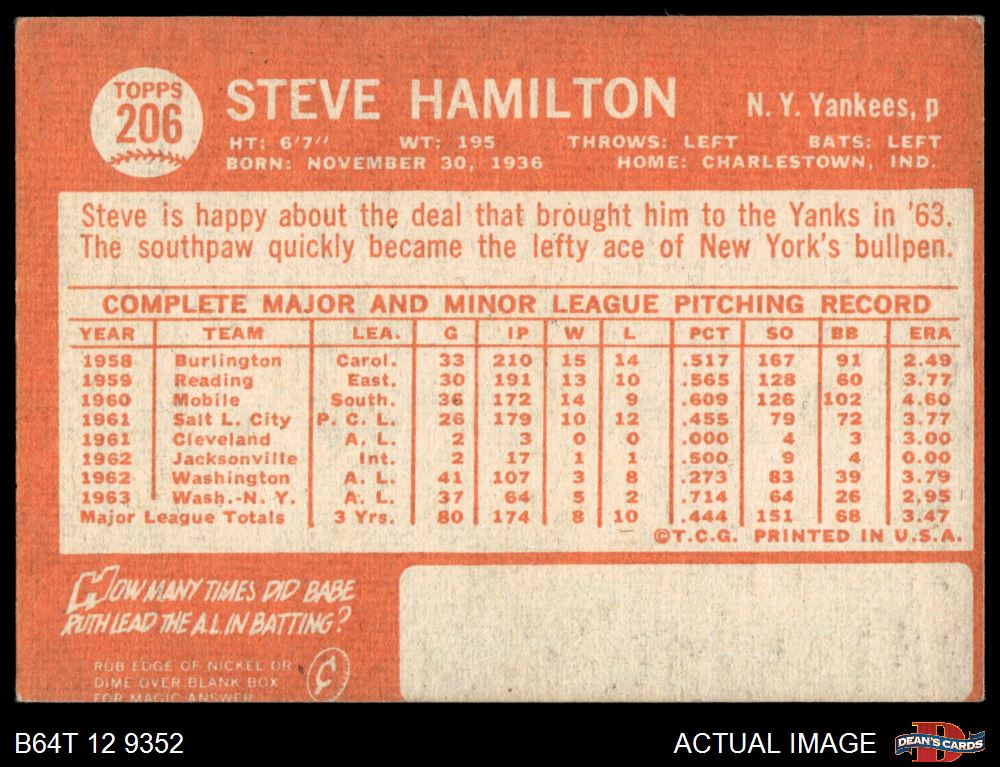 TOPPS
206
STEVE HAMILTON
N. Y. Yankees, p
HT: 6'7" WT: 195 THROWS: LEFT BATS: LEFT
BORN: NOVEMBER 30, 1936 HOME: CHARLESTOWN, IND.
Steve is happy about the deal that brought him to the Yanks in '63.
The southpaw quickly became the lefty ace of New York's bullpen.
COMPLETE MAJOR AND MINOR LEAGUE PITCHING RECORD
YEAR TEAM LEA. G IP W L PCT SO BB ERA
1958 Burlington Carol. 33 210 15 14 .517 167 91 2.49
1959 Reading East. 30 191 13 10 .565 128 60 3.77
1960 Mobile South. 36 172 14 9 .609 126 102 4.60
1961 Salt L. City P. C. L. 26 179 10 12 .455 79 72 3.77
1961 Cleveland A. L. 2 3 0 0 .000 4 3 3.00
1962 Jacksonville Int. 2 17 1 1 .500 9 4 0.00
1962 Washington A. L. 41 107 3 8 .273 83 39 3.79
1963 Wash.-N. Y. A. L. 37 64 5 2 .714 64 26 2.95
Major League Totals 3 Yrs. 80 174 8 10 .444 151 68 3.47
©T.C.G. PRINTED IN U.S.A.
HOW MANY TIMES DID BABE
RUTH LEAD THE A.L. IN BATTING?
RUB EDGE OF NICKEL OR
DIME OVER BLANK BOX
FOR MAGIC ANSWER
¢
B64T 12 9352
ACTUAL IMAGE
D
DEAN'S CARDS